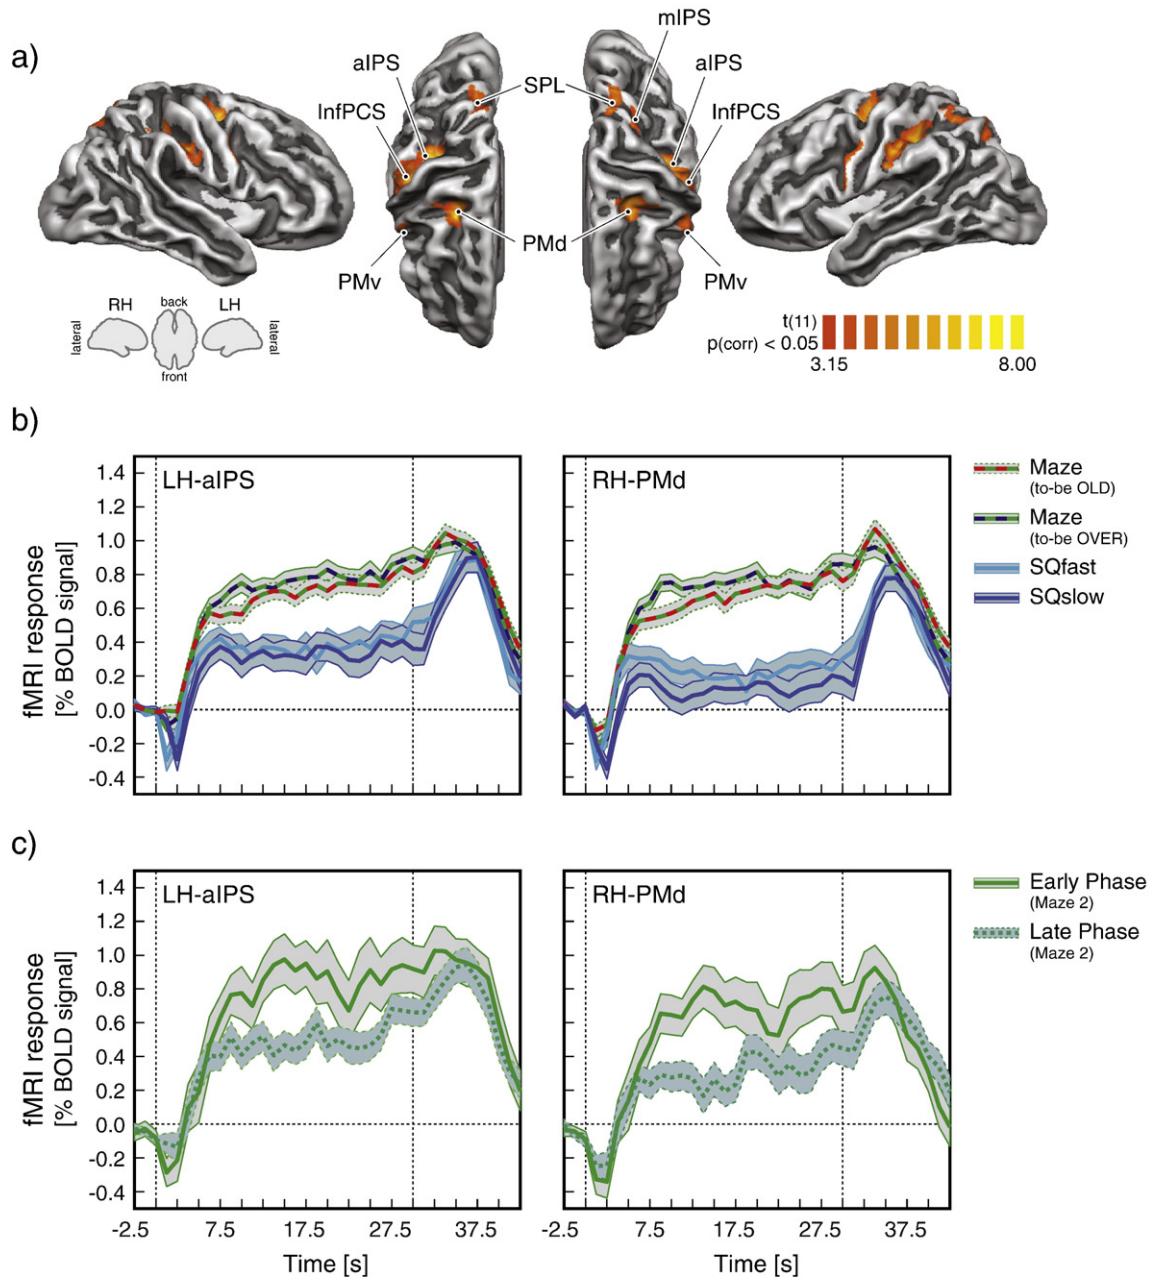 a)
mIPS
aIPS
SPL
aIPS
InfPCS
InfPCS
PMd
PMv
PMv
RH
back
LH
lateral
lateral
front
t(11)
p(corr) < 0.05
3.15
8.00
b)
LH-aIPS
RH-PMd
1.4
1.2
1.0
0.8
0.6
0.4
0.2
0.0
-0.2
-0.4
fMRI response
[% BOLD signal]
Maze
(to-be OLD)
Maze
(to-be OVER)
SQfast
SQslow
c)
LH-aIPS
RH-PMd
1.4
1.2
1.0
0.8
0.6
0.4
0.2
0.0
-0.2
-0.4
fMRI response
[% BOLD signal]
Early Phase
(Maze 2)
Late Phase
(Maze 2)
-2.5 7.5 17.5 27.5 37.5
-2.5 7.5 17.5 27.5 37.5
Time [s]
Time [s]